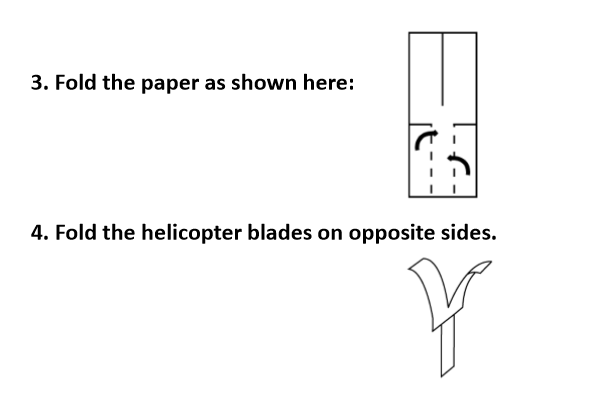 3. Fold the paper as shown here:
4. Fold the helicopter blades on opposite sides.